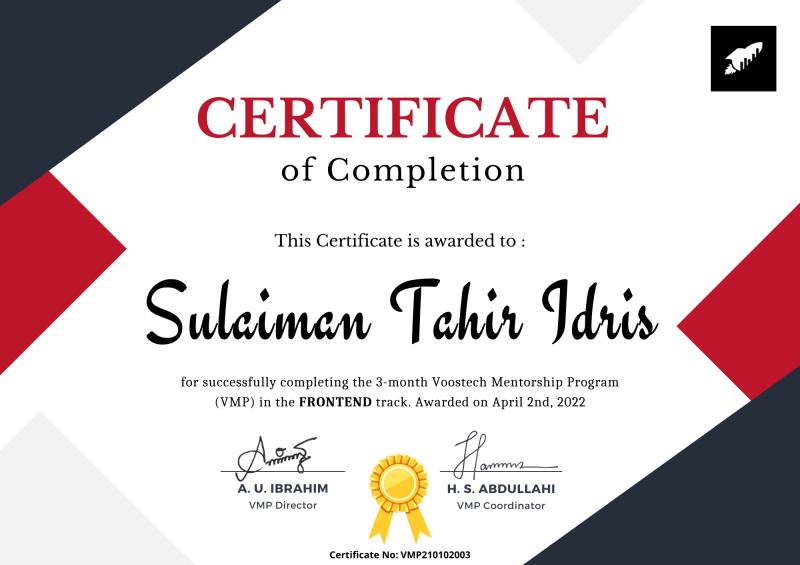 CERTIFICATE
of Completion
This Certificate is awarded to :
Sulaiman Tahir Idris
for successfully completing the 3-month Voostech Mentorship Program
(VMP) in the FRONTEND track. Awarded on April 2nd, 2022
A. U. IBRAHIM
VMP Director
H. S. ABDULLAHI
VMP Coordinator
Certificate No: VMP210102003